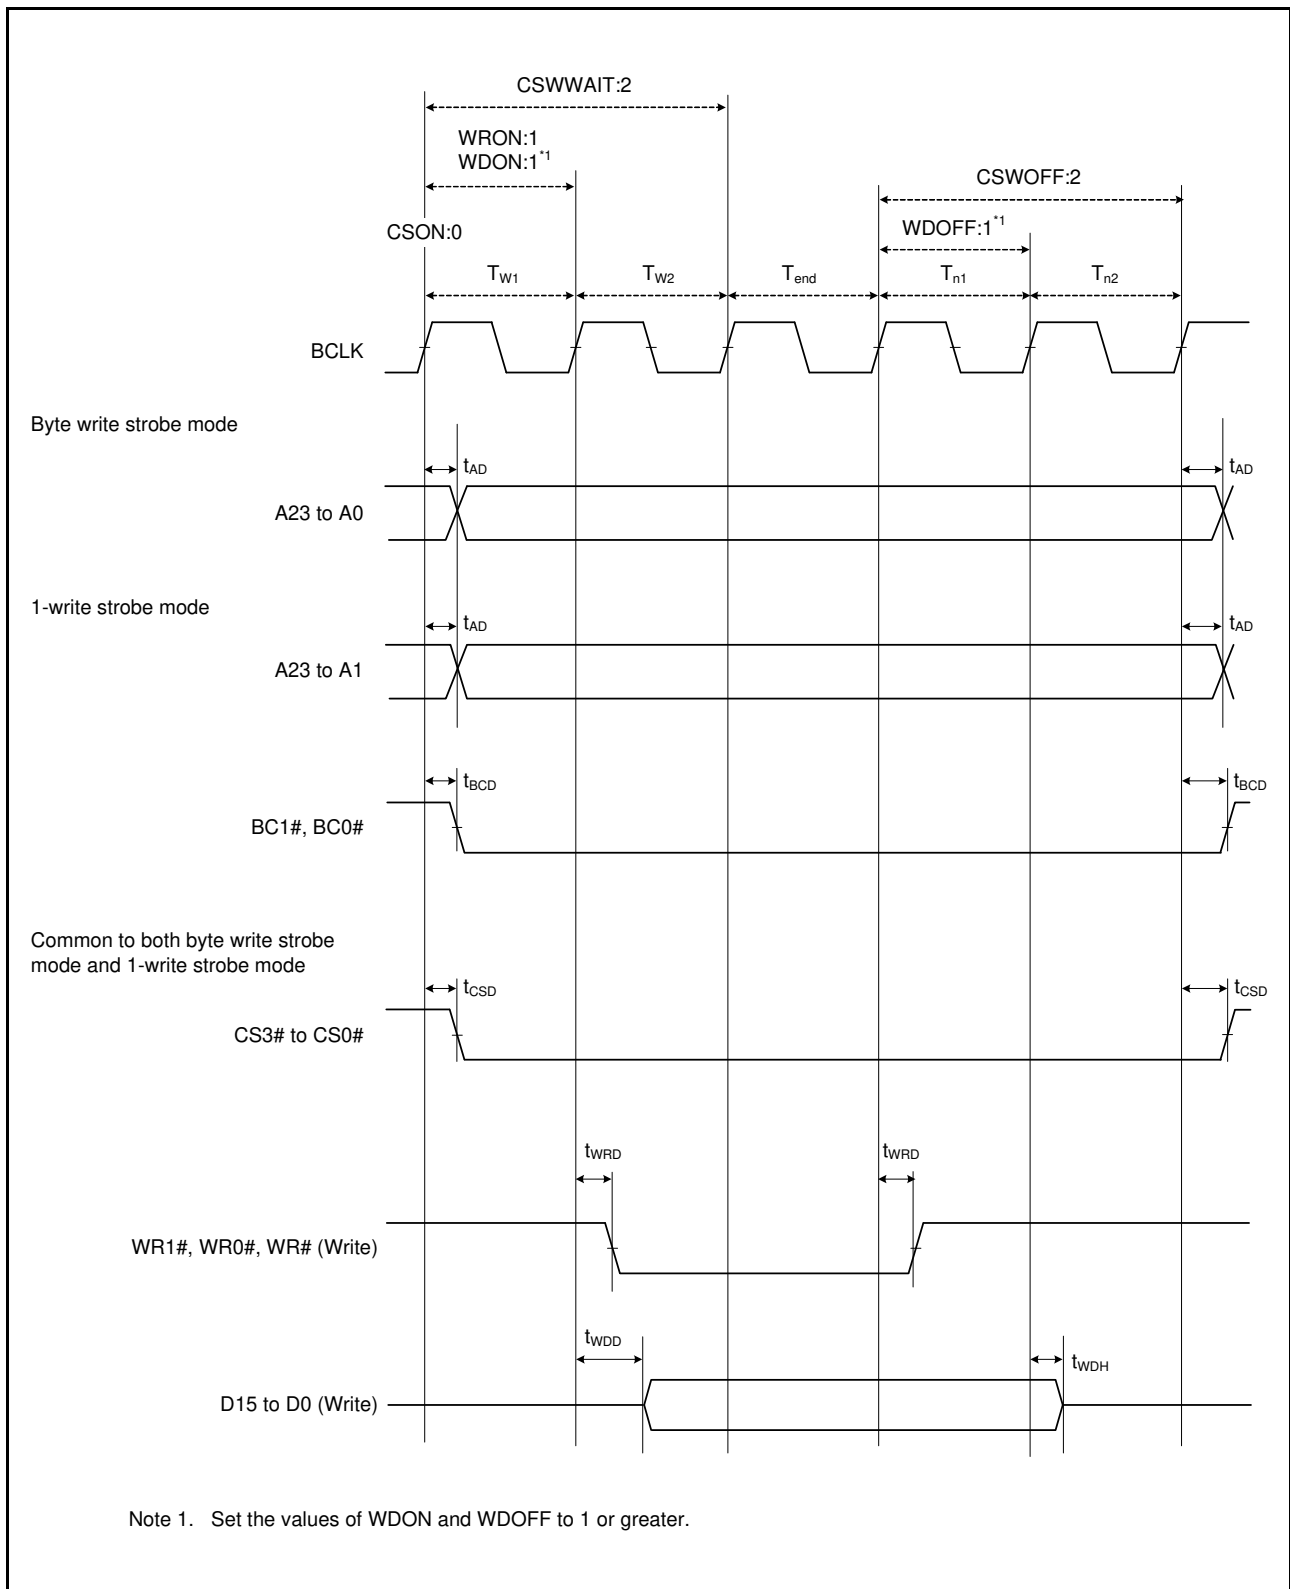 CSWWAIT:2
WRON:1
WDON:1*1
CSWOFF:2
CSON:0
WDOFF:1*1
TW1
TW2
Tend
Tn1
Tn2
BCLK
Byte write strobe mode
tAD
tAD
A23 to A0
1-write strobe mode
tAD
tAD
A23 to A1
tBCD
tBCD
BC1#, BC0#
Common to both byte write strobe
mode and 1-write strobe mode
tCSD
tCSD
CS3# to CS0#
tWRD
tWRD
WR1#, WR0#, WR# (Write)
tWDD
tWDH
D15 to D0 (Write)
Note 1. Set the values of WDON and WDOFF to 1 or greater.